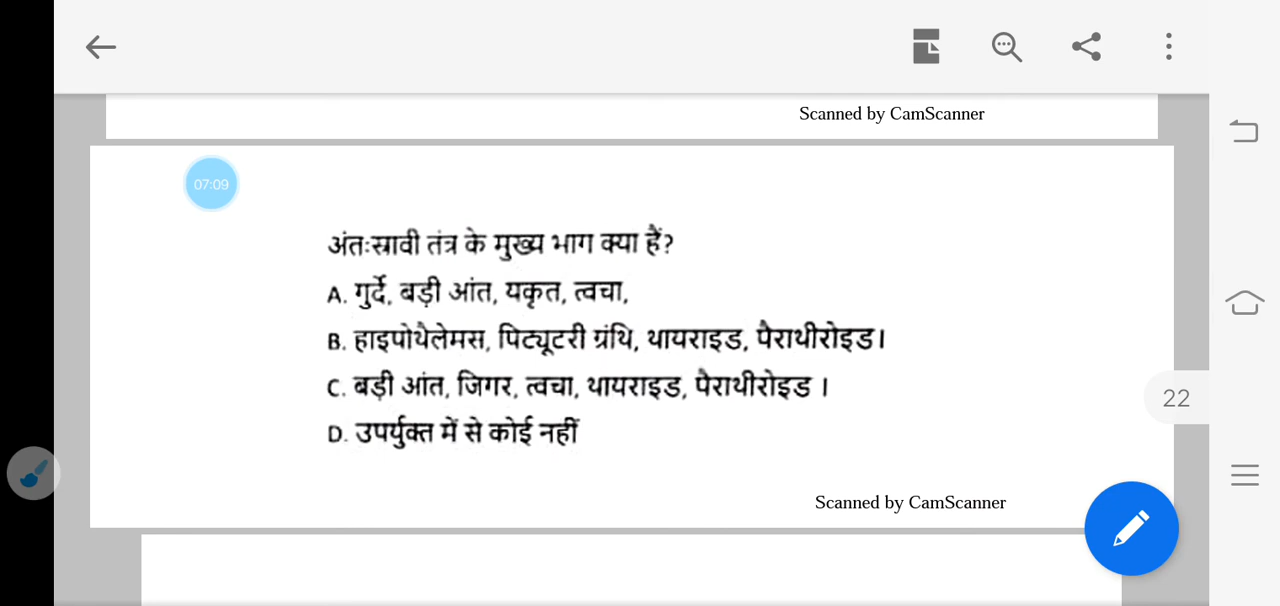 Scanned by CamScanner
07:09
अंतःस्रावी तंत्र के मुख्य भाग क्या हैं?
A. गुर्दे, बड़ी आंत, यकृत, त्वचा,
B. हाइपोथैलेमस, पिट्यूटरी ग्रंथि, थायराइड, पैराथीरोइड।
C. बड़ी आंत, जिगर, त्वचा, थायराइड, पैराथीरोइड ।
22
D. उपर्युक्त में से कोई नहीं
Scanned by CamScanner